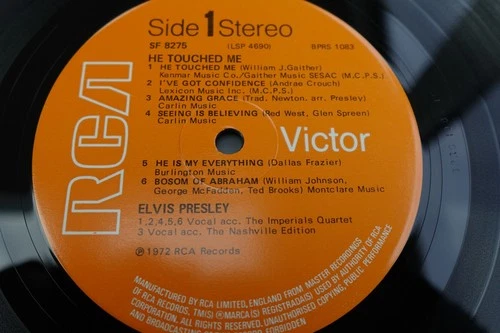 Side 1 Stereo
SF 8275 (LSP 4690) BPRS 1083
HE TOUCHED ME
1 HE TOUCHED ME (William J.Gaither)
Kenmar Music Co./Gaither Music SESAC (M.C.P.S.)
2 I'VE GOT CONFIDENCE (Andrae Crouch)
Lexicon Music Inc. (M.C.P.S.)
3 AMAZING GRACE (Trad. Newton. arr. Presley)
Carlin Music
4 SEEING IS BELIEVING (Red West, Glen Spreen)
Carlin Music
RCA Victor
5 HE IS MY EVERYTHING (Dallas Frazier)
Burlington Music
6 BOSOM OF ABRAHAM (William Johnson,
George McFadden, Ted Brooks) Montclare Music
ELVIS PRESLEY
1,2,4,5,6 Vocal acc. The Imperials Quartet
3 Vocal acc. The Nashville Edition
℗1972 RCA Records
MANUFACTURED BY RCA LIMITED, ENGLAND FROM MASTER RECORDINGS
OF RCA RECORDS. TM(S) ® MARCA(S) REGISTRADA(S) USED BY AUTHORITY OF RCA
UNAUTHORISED COPYING, PUBLIC PERFORMANCE
AND BROADCASTING FORBIDDEN